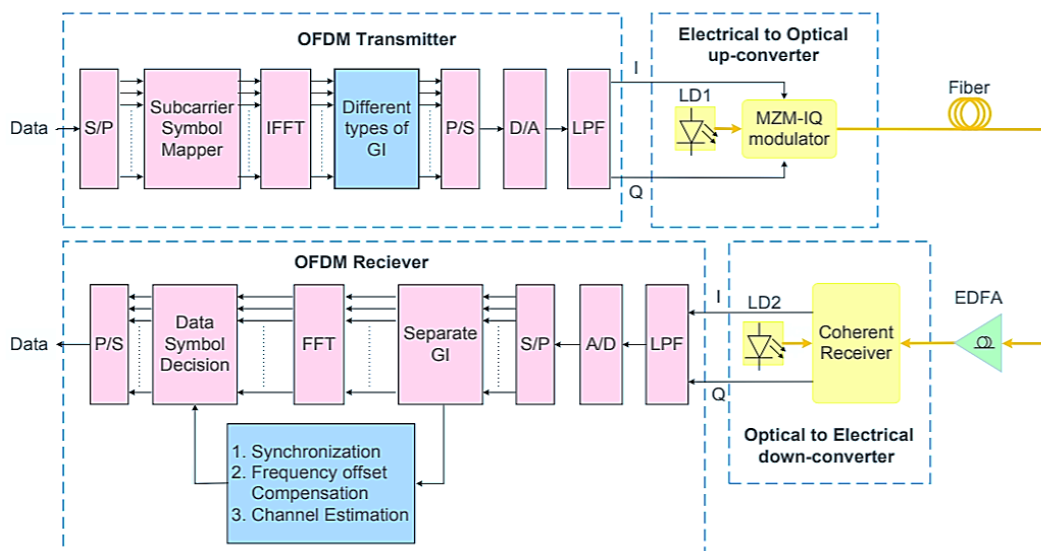 OFDM Transmitter
Electrical to Optical
up-converter
Data
S/P
Subcarrier
Symbol
Mapper
IFFT
Different
types of
GI
P/S
D/A
LPF
I
Q
LD1
MZM-IQ
modulator
Fiber
OFDM Reciever
Data
P/S
Data
Symbol
Decision
FFT
Separate
GI
S/P
A/D
LPF
I
Q
LD2
Coherent
Receiver
EDFA
1. Synchronization
2. Frequency offset
Compensation
3. Channel Estimation
Optical to Electrical
down-converter